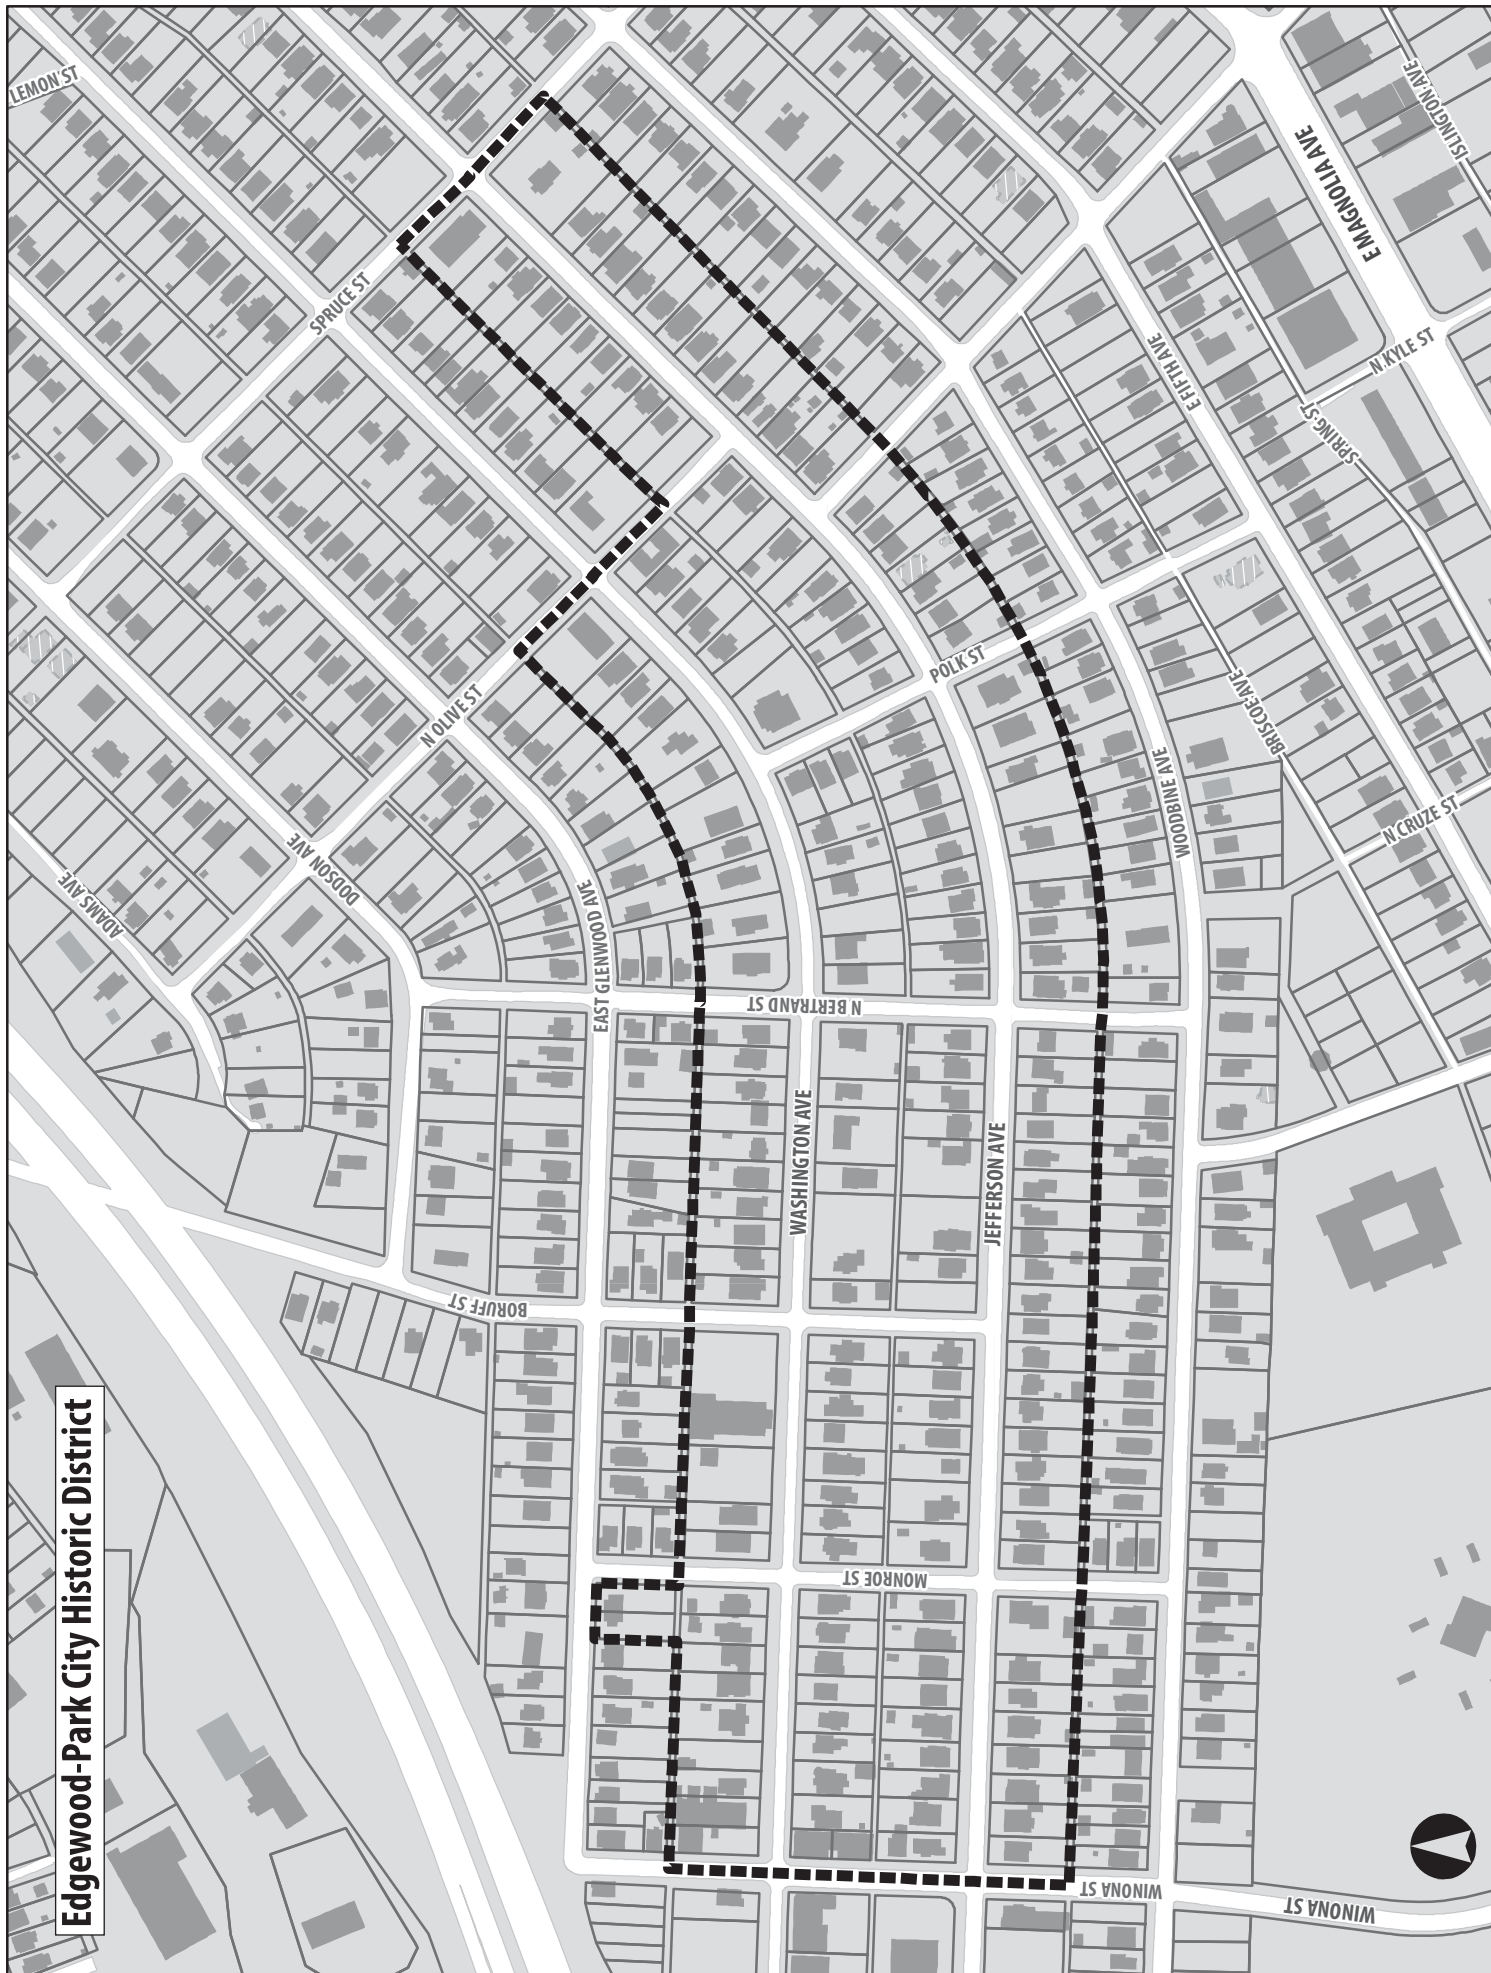 Edgewood-Park City Historic District
LEMON ST
SPRUCE ST
ISLINGTON AVE
E MAGNOLIA AVE
N KYLE ST
E FIFTH AVE
SPRING ST
N OLIVE ST
POLK ST
BRISCOE AVE
WOODBINE AVE
N CRUZE ST
DODSON AVE
ADAMS AVE
EAST GLENWOOD AVE
N BERTRAND ST
WASHINGTON AVE
JEFFERSON AVE
BORUFF ST
MONROE ST
WINONA ST
WINONA ST